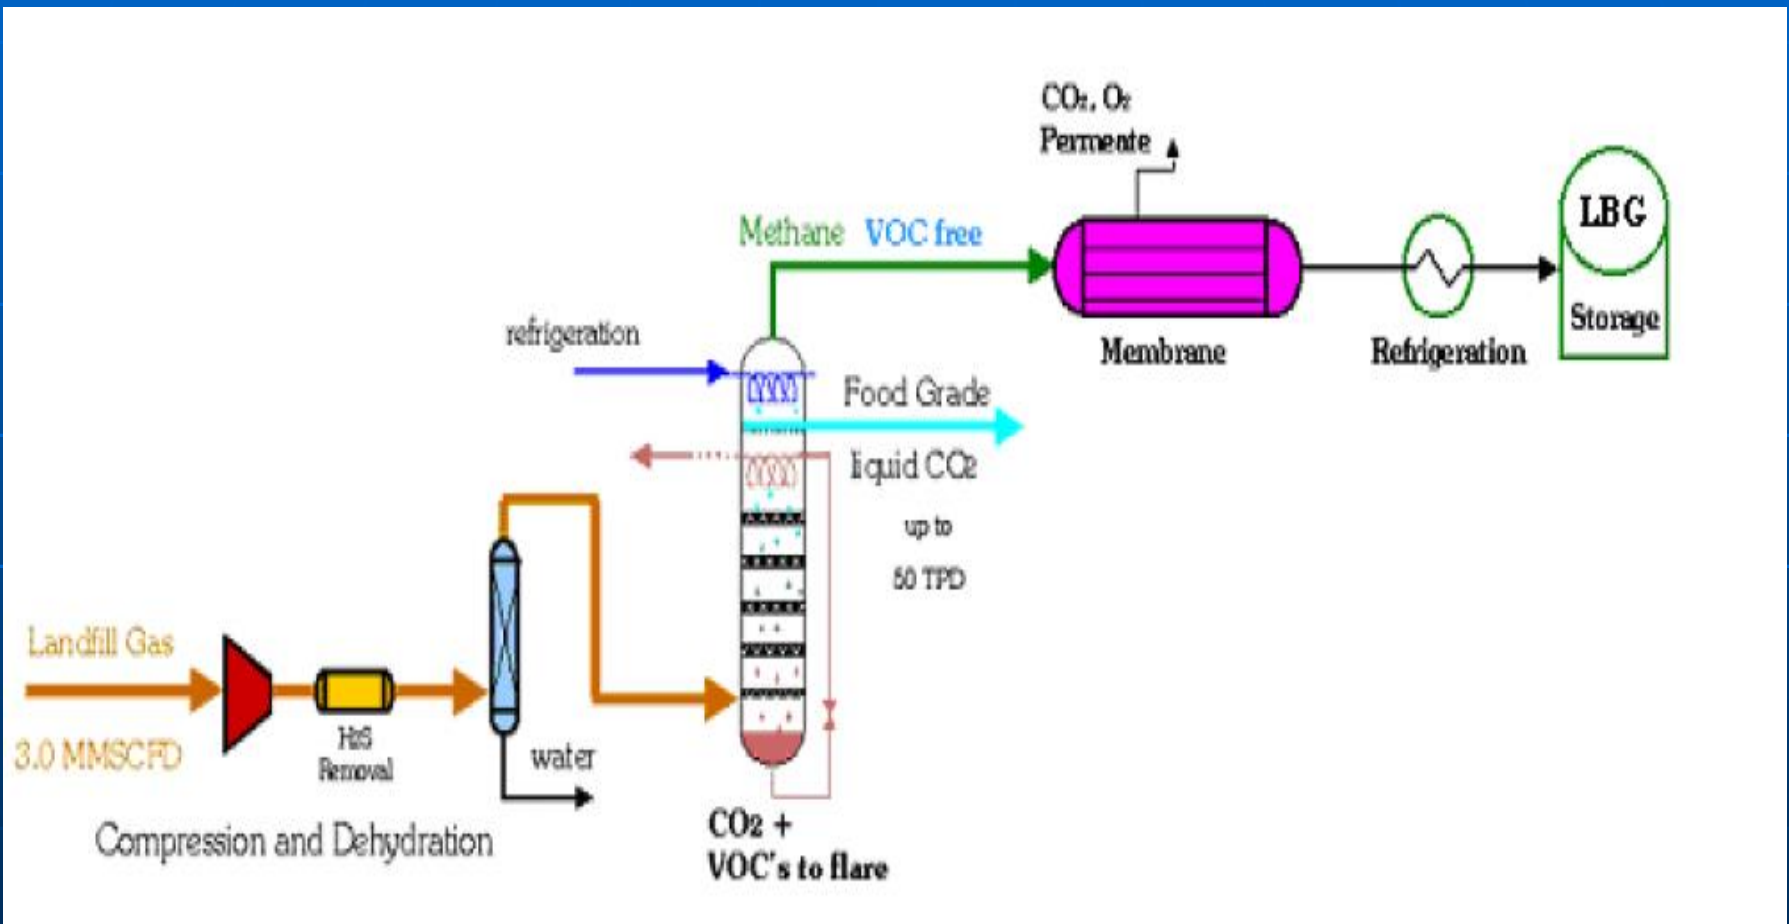 CO₂, O₂
Permeate
LBG
Methane VOC free
Storage
refrigeration
Membrane
Refrigeration
Food Grade
liquid CO₂
up to
50 TPD
Landfill Gas
3.0 MMSCFD
H₂S
Removal
water
Compression and Dehydration
CO2 +
VOC's to flare